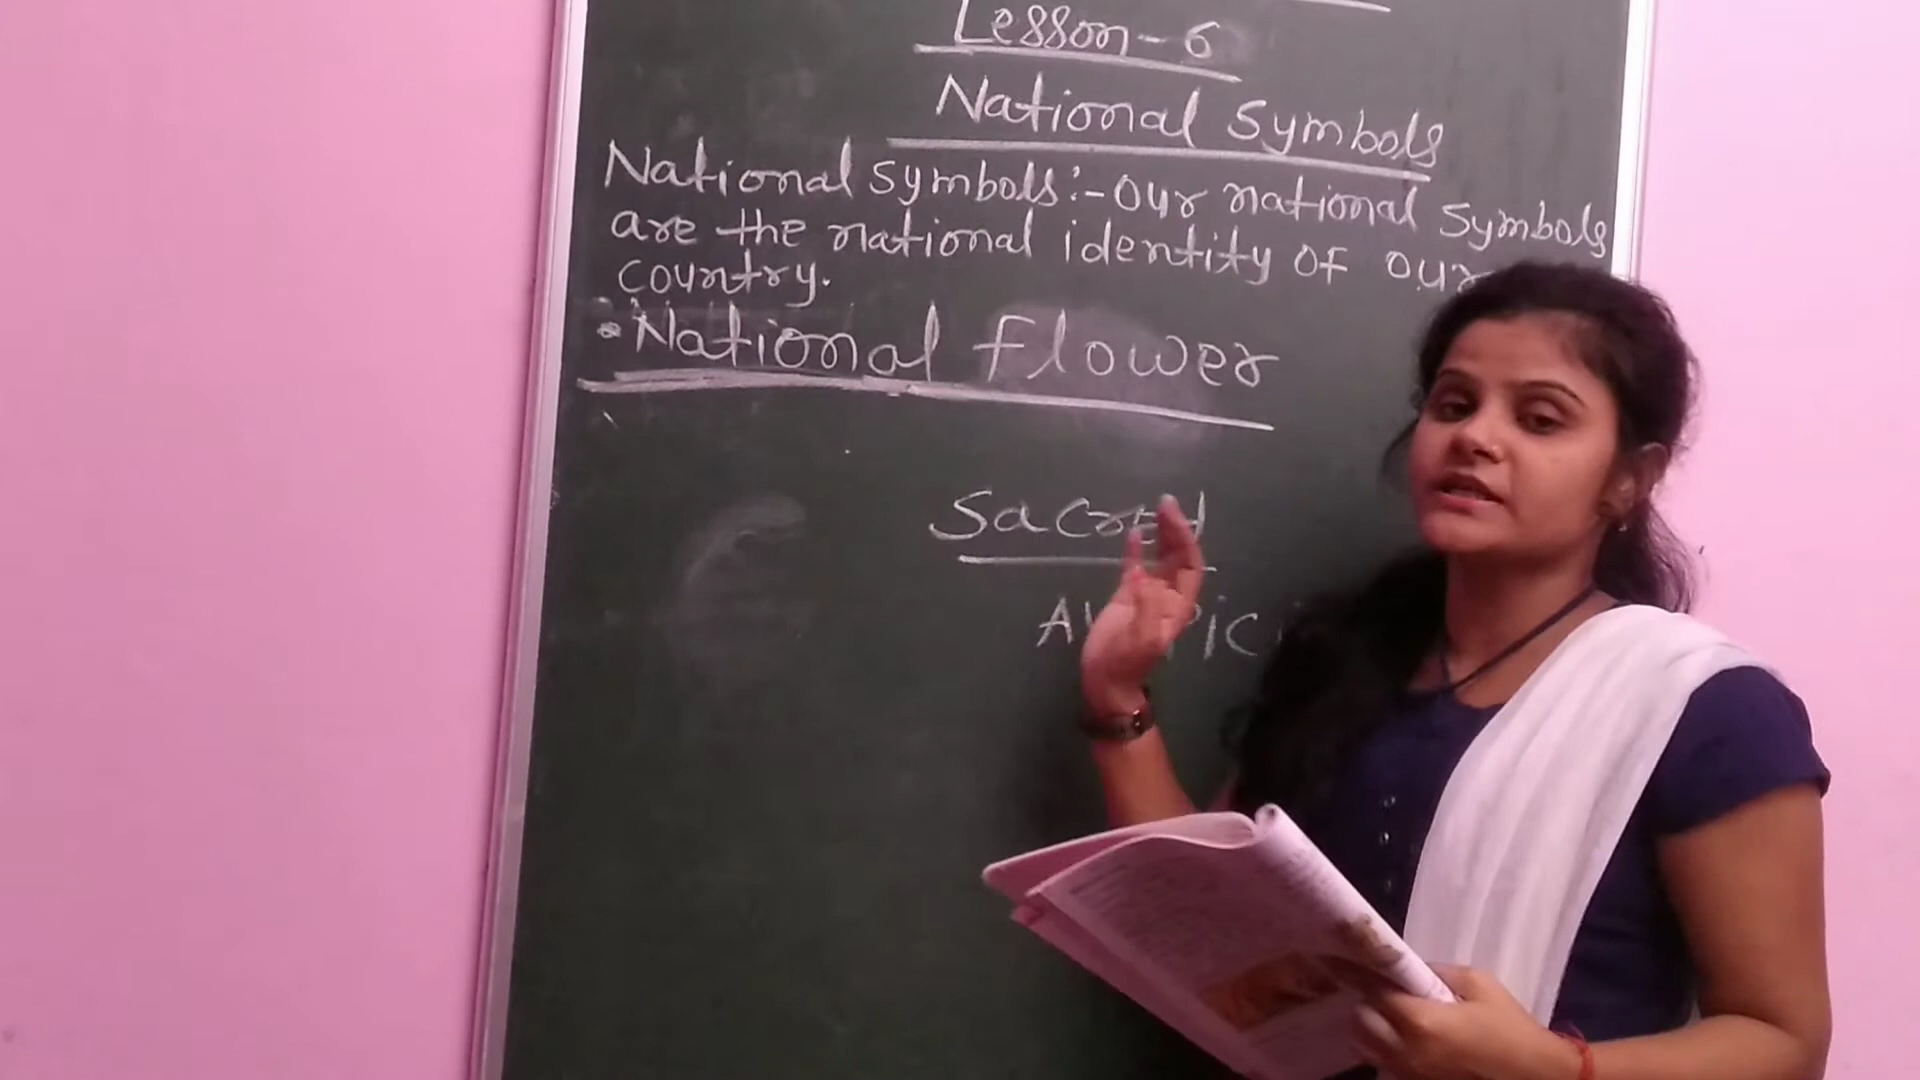 Lesson-6
National Symbols
National Symbols:-Our national Symbols
are the national identity of our
country.
•National Flower
Sacred